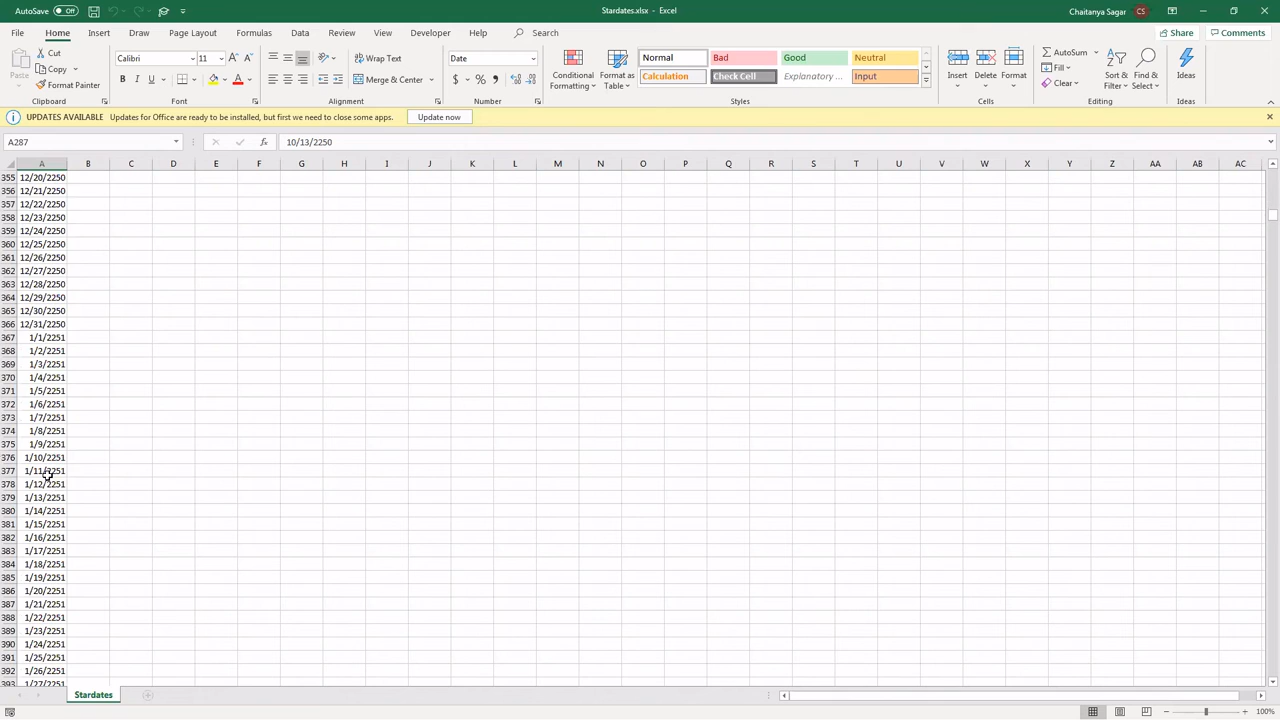 AutoSave Off Stardates.xlsx - Excel Chaitanya Sagar CS
File Home Insert Draw Page Layout Formulas Data Review View Developer Help Search Share Comments
Paste Cut Copy Format Painter Clipboard
Calibri 11 B I U A Font
Wrap Text Merge & Center Alignment
Date $ % Number
Conditional Formatting Format as Table
Normal Bad Good Neutral
Calculation Check Cell Explanatory ... Input
Styles
Insert Delete Format Cells
AutoSum Fill Clear Sort & Filter Find & Select Editing
Ideas Ideas
UPDATES AVAILABLE Updates for Office are ready to be installed, but first we need to close some apps. Update now
A287 fx 10/13/2250
A B C D E F G H I J K L M N O P Q R S T U V W X Y Z AA AB AC
355 12/20/2250
356 12/21/2250
357 12/22/2250
358 12/23/2250
359 12/24/2250
360 12/25/2250
361 12/26/2250
362 12/27/2250
363 12/28/2250
364 12/29/2250
365 12/30/2250
366 12/31/2250
367 1/1/2251
368 1/2/2251
369 1/3/2251
370 1/4/2251
371 1/5/2251
372 1/6/2251
373 1/7/2251
374 1/8/2251
375 1/9/2251
376 1/10/2251
377 1/11/2251
378 1/12/2251
379 1/13/2251
380 1/14/2251
381 1/15/2251
382 1/16/2251
383 1/17/2251
384 1/18/2251
385 1/19/2251
386 1/20/2251
387 1/21/2251
388 1/22/2251
389 1/23/2251
390 1/24/2251
391 1/25/2251
392 1/26/2251
393 1/27/2251
Stardates
100%